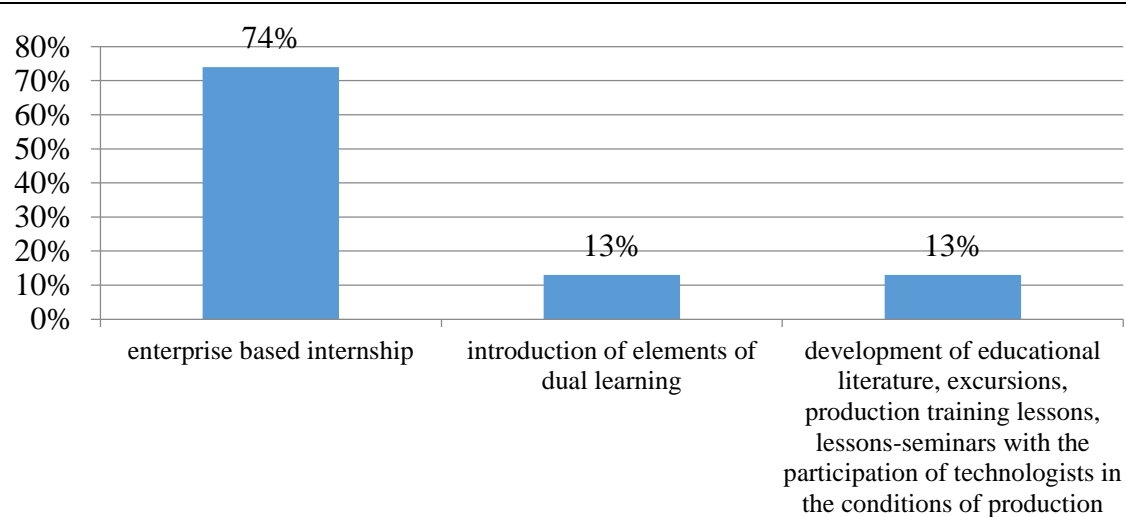 74%
80%
70%
60%
50%
40%
30%
20%
10%
0%
13%
13%
enterprise based internship
introduction of elements of
dual learning
development of educational
literature, excursions,
production training lessons,
lessons-seminars with the
participation of technologists in
the conditions of production